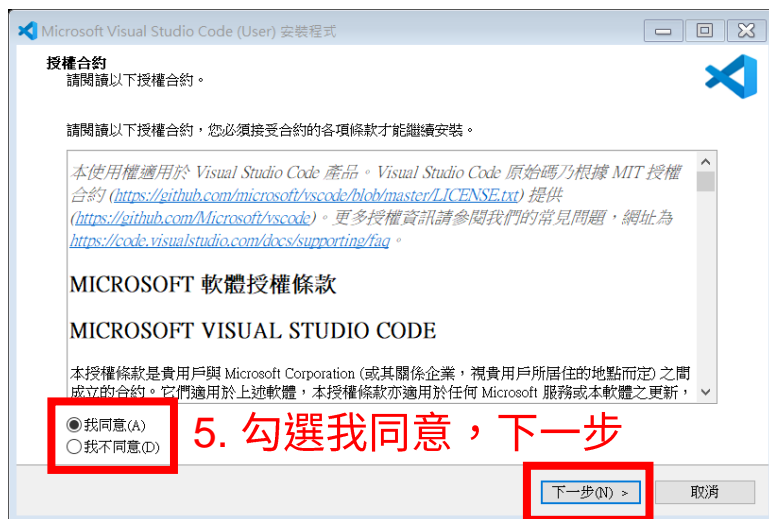 Microsoft Visual Studio Code (User) 安裝程式
授權合約
請閱讀以下授權合約。
請閱讀以下授權合約，您必須接受合約的各項條款才能繼續安裝。
本使用權適用於 Visual Studio Code 產品。Visual Studio Code 原始碼乃根據 MIT 授權
合約 (https://github.com/microsoft/vscode/blob/master/LICENSE.txt) 提供
(https://github.com/Microsoft/vscode)。更多授權資訊請參閱我們的常見問題，網址為
https://code.visualstudio.com/docs/supporting/faq。
MICROSOFT 軟體授權條款
MICROSOFT VISUAL STUDIO CODE
本授權條款是貴用戶與 Microsoft Corporation (或其關係企業，視貴用戶所居住的地點而定) 之間
成立的合約。它們適用於上述軟體，本授權條款亦適用於任何 Microsoft 服務或本軟體之更新，
我同意(A)
我不同意(D)
5. 勾選我同意，下一步
下一步(N) >
取消